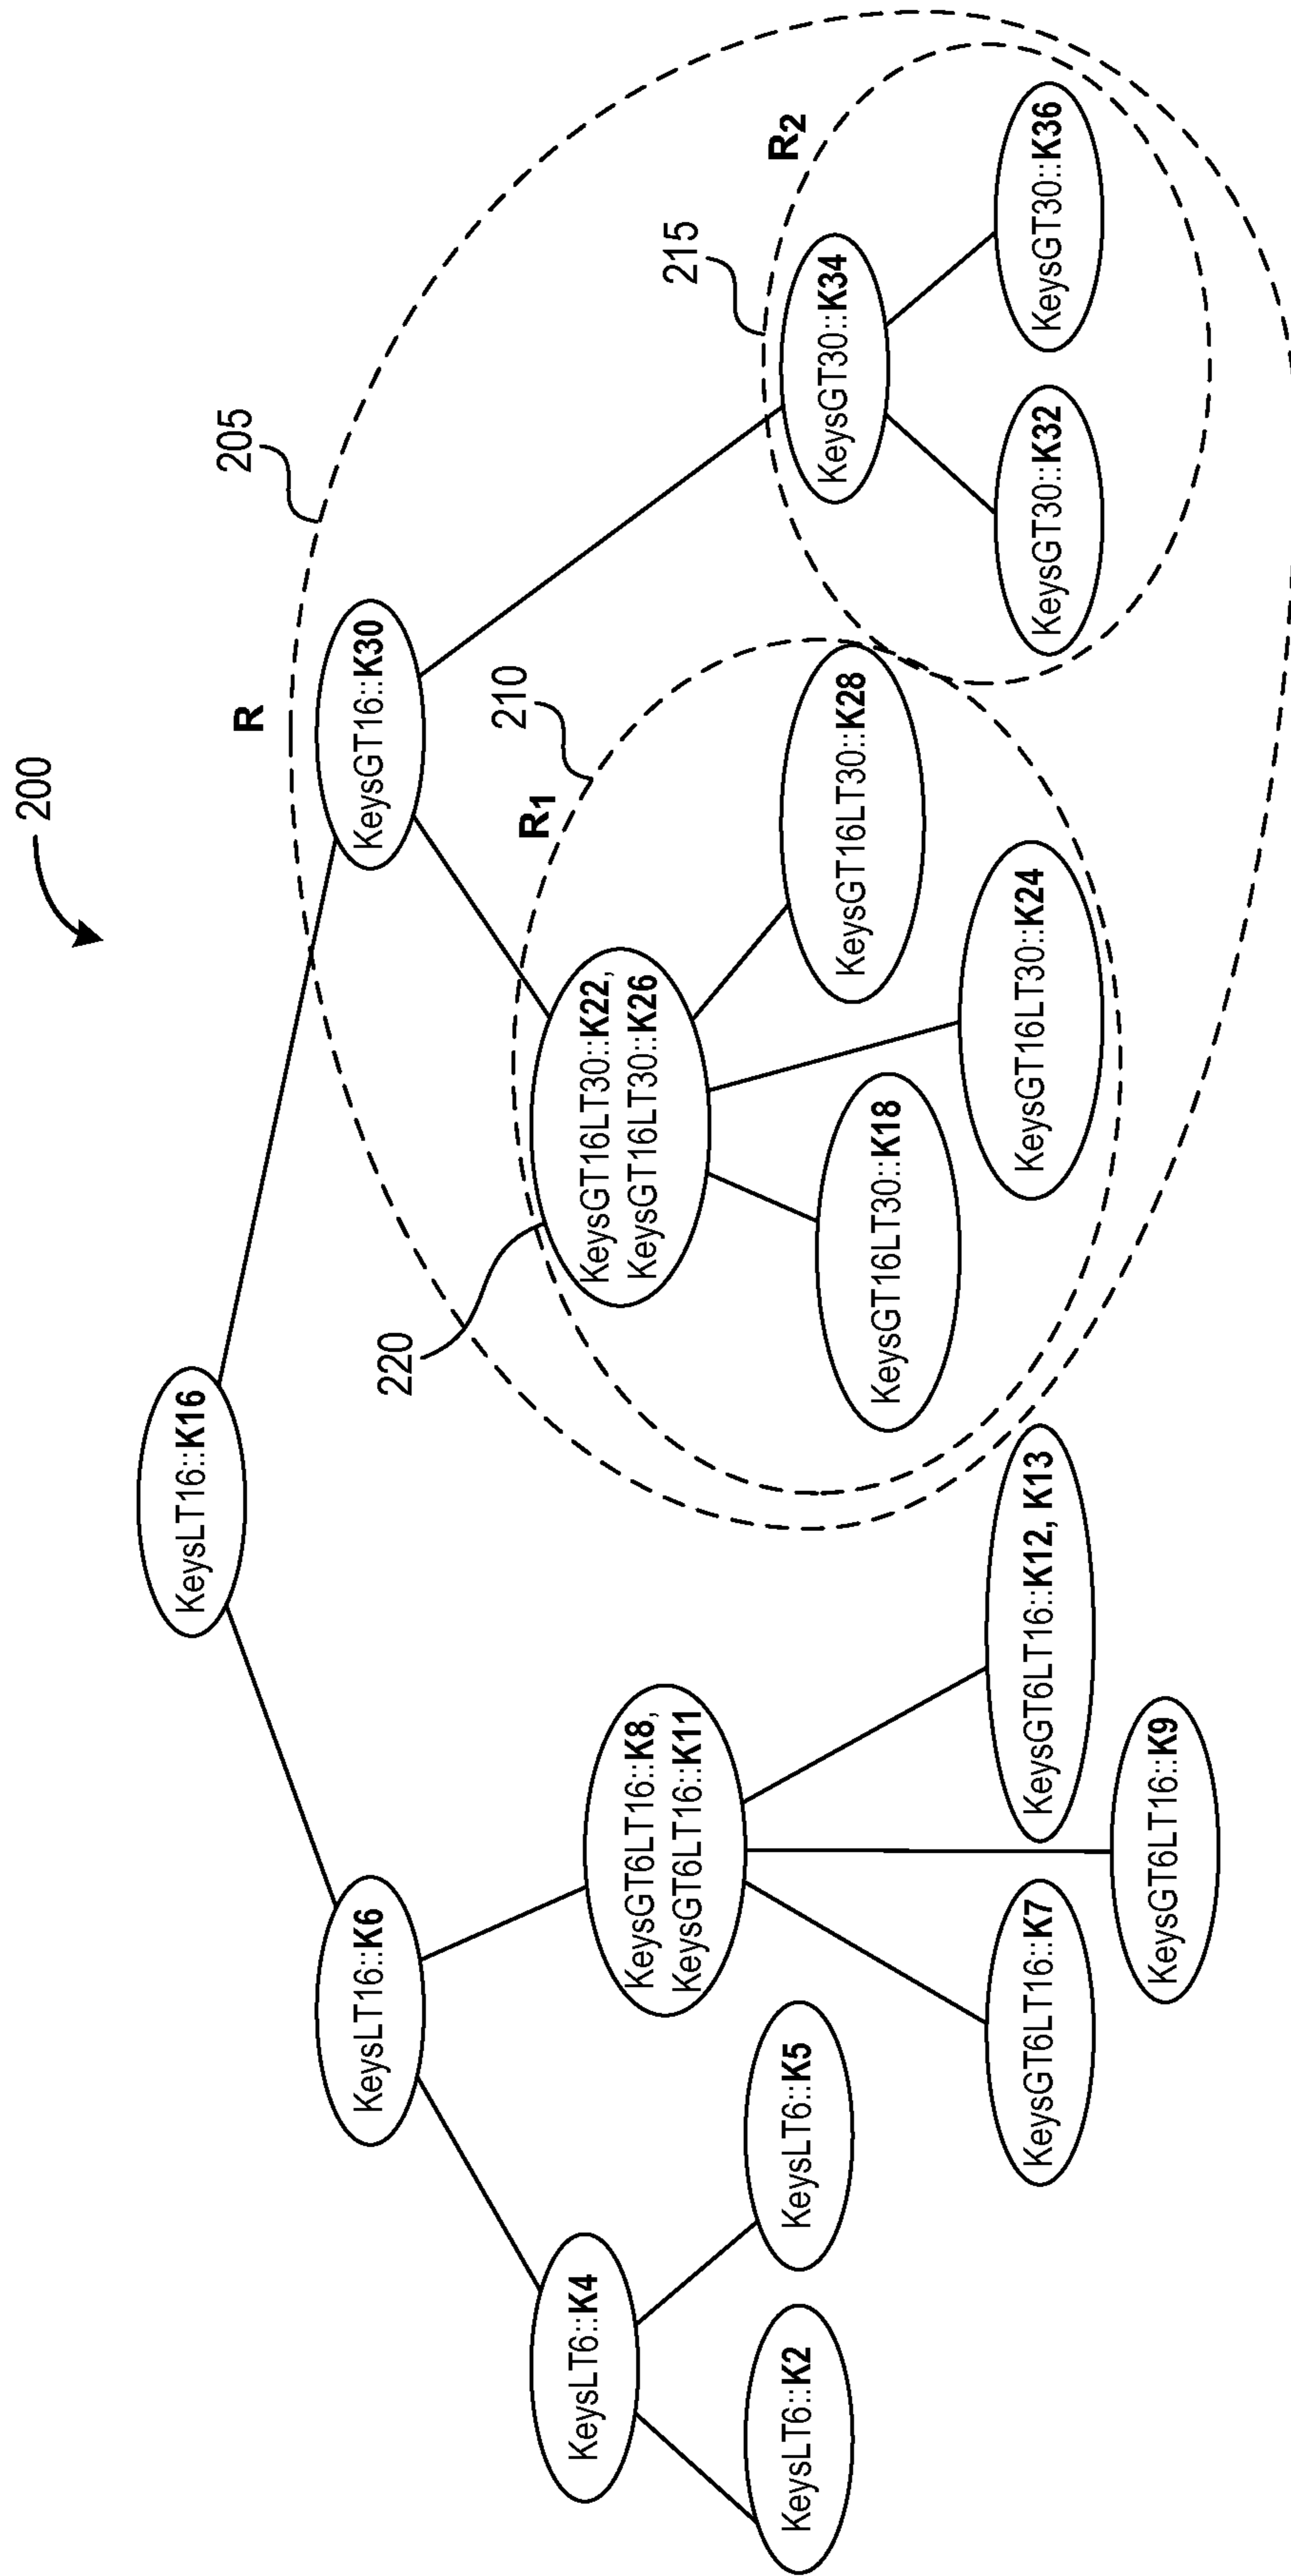 200
KeysLT16::K16
R
205
KeysLT16::K6
KeysGT16::K30
220
210
R1
215
R2
KeysLT6::K4
KeysGT6LT16::K8,
KeysGT6LT16::K11
KeysGT16LT30::K22,
KeysGT16LT30::K26
KeysGT30::K34
KeysLT6::K2
KeysLT6::K5
KeysGT16LT30::K18
KeysGT16LT30::K28
KeysGT6LT16::K7
KeysGT6LT16::K12, K13
KeysGT16LT30::K24
KeysGT30::K32
KeysGT30::K36
KeysGT6LT16::K9